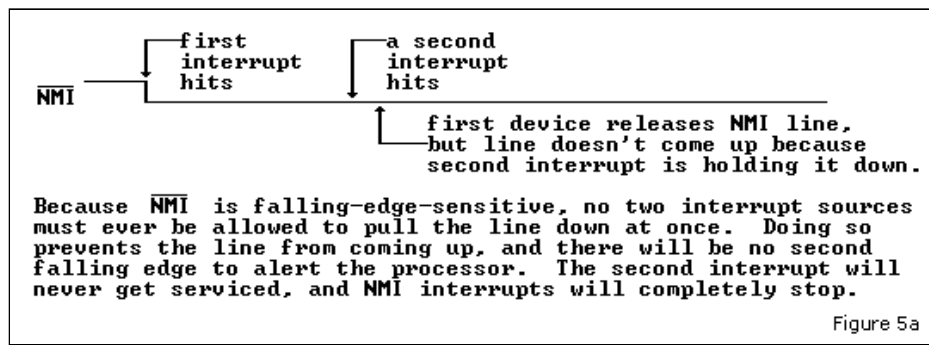 first
interrupt
hits
a second
interrupt
hits
NMI
first device releases NMI line,
but line doesn't come up because
second interrupt is holding it down.
Because NMI is falling-edge-sensitive, no two interrupt sources
must ever be allowed to pull the line down at once. Doing so
prevents the line from coming up, and there will be no second
falling edge to alert the processor. The second interrupt will
never get serviced, and NMI interrupts will completely stop.
Figure 5a